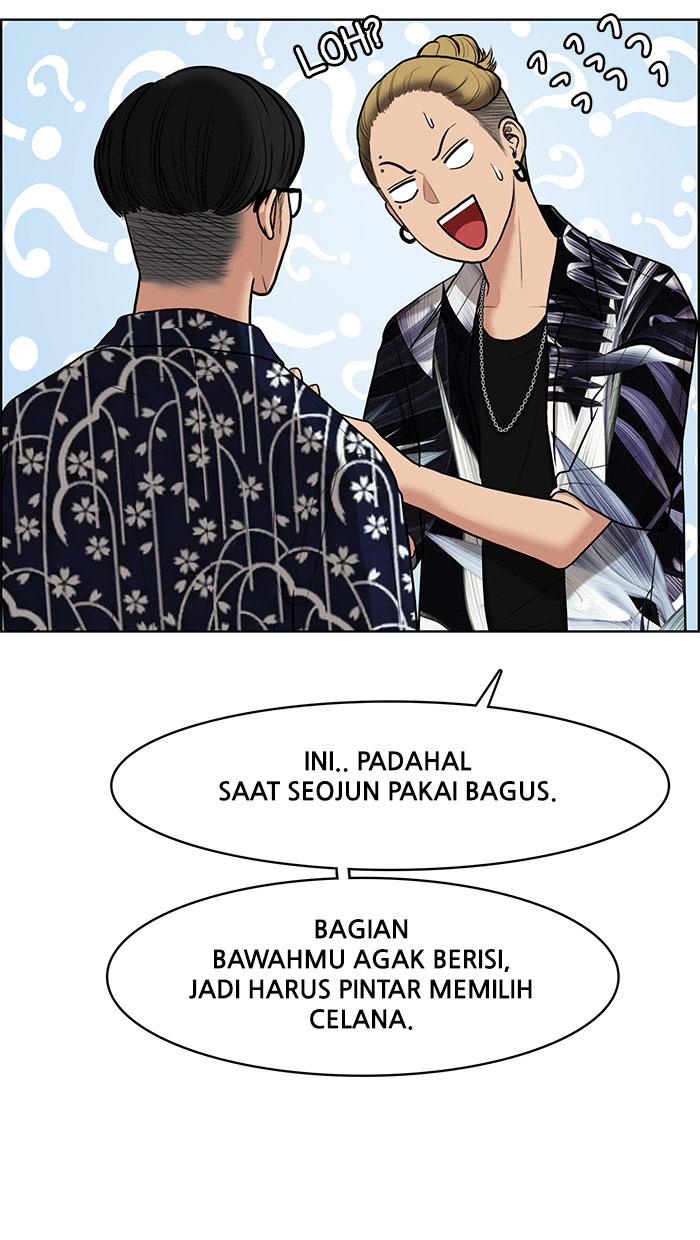 LOH?
INI.. PADAHAL
SAAT SEOJUN PAKAI BAGUS.
BAGIAN
BAWAHMU AGAK BERISI,
JADI HARUS PINTAR MEMILIH
CELANA.